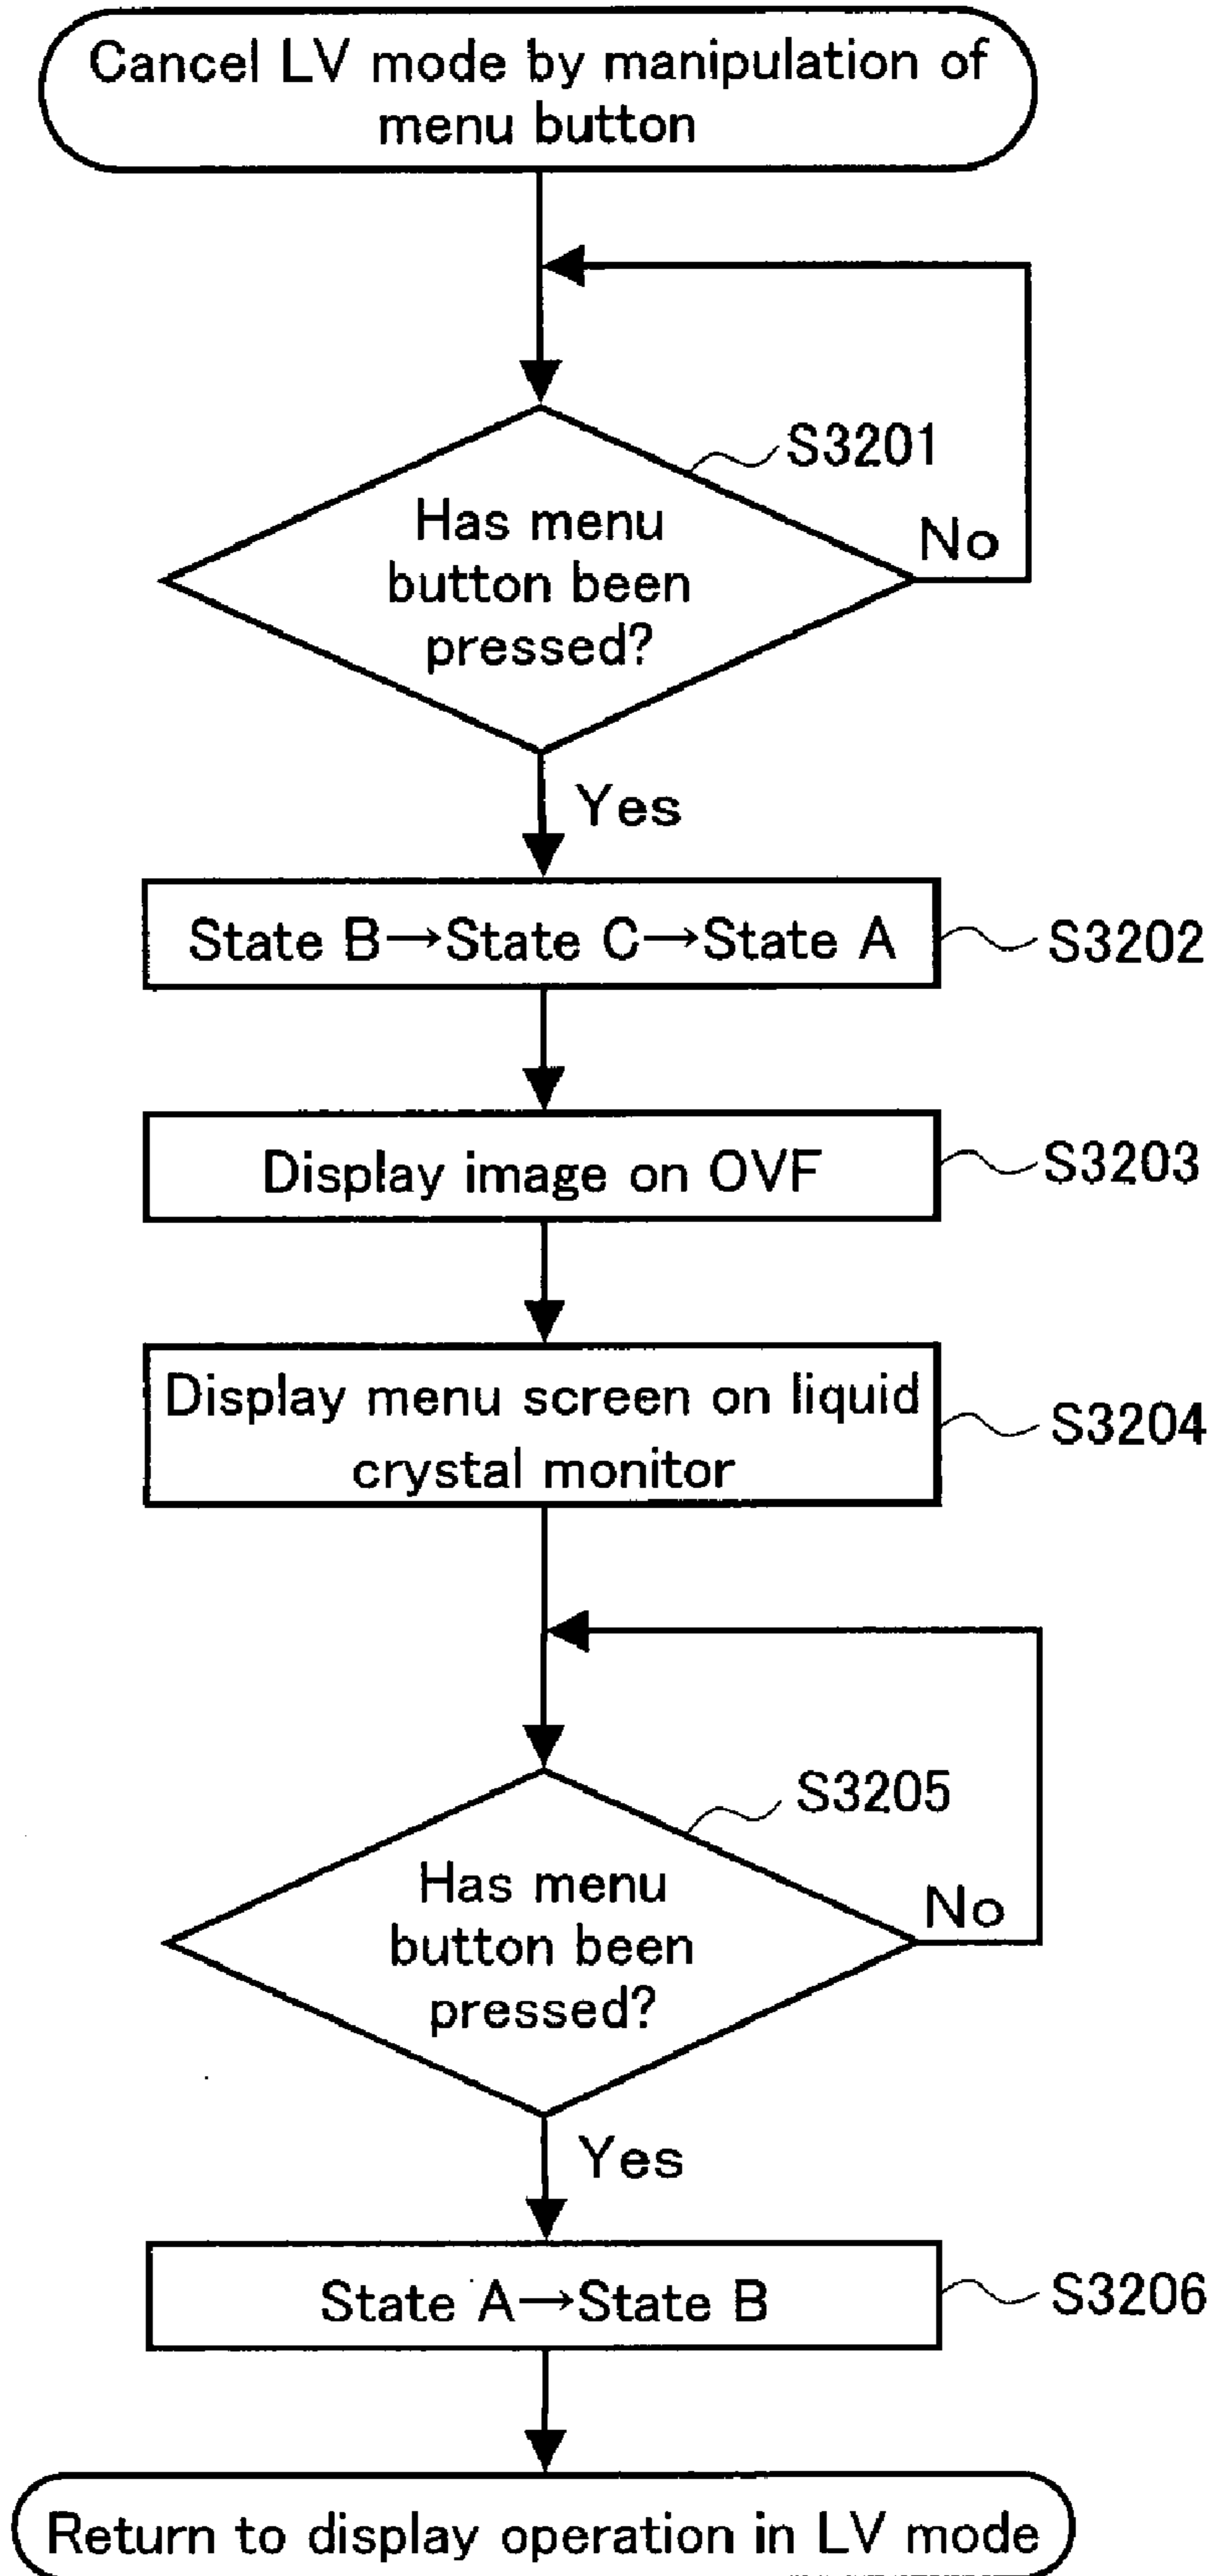 Cancel LV mode by manipulation of
menu button
S3201
Has menu
button been
pressed?
No
Yes
State B→State C→State A
S3202
Display image on OVF
S3203
Display menu screen on liquid
crystal monitor
S3204
S3205
Has menu
button been
pressed?
No
Yes
State A→State B
S3206
Return to display operation in LV mode